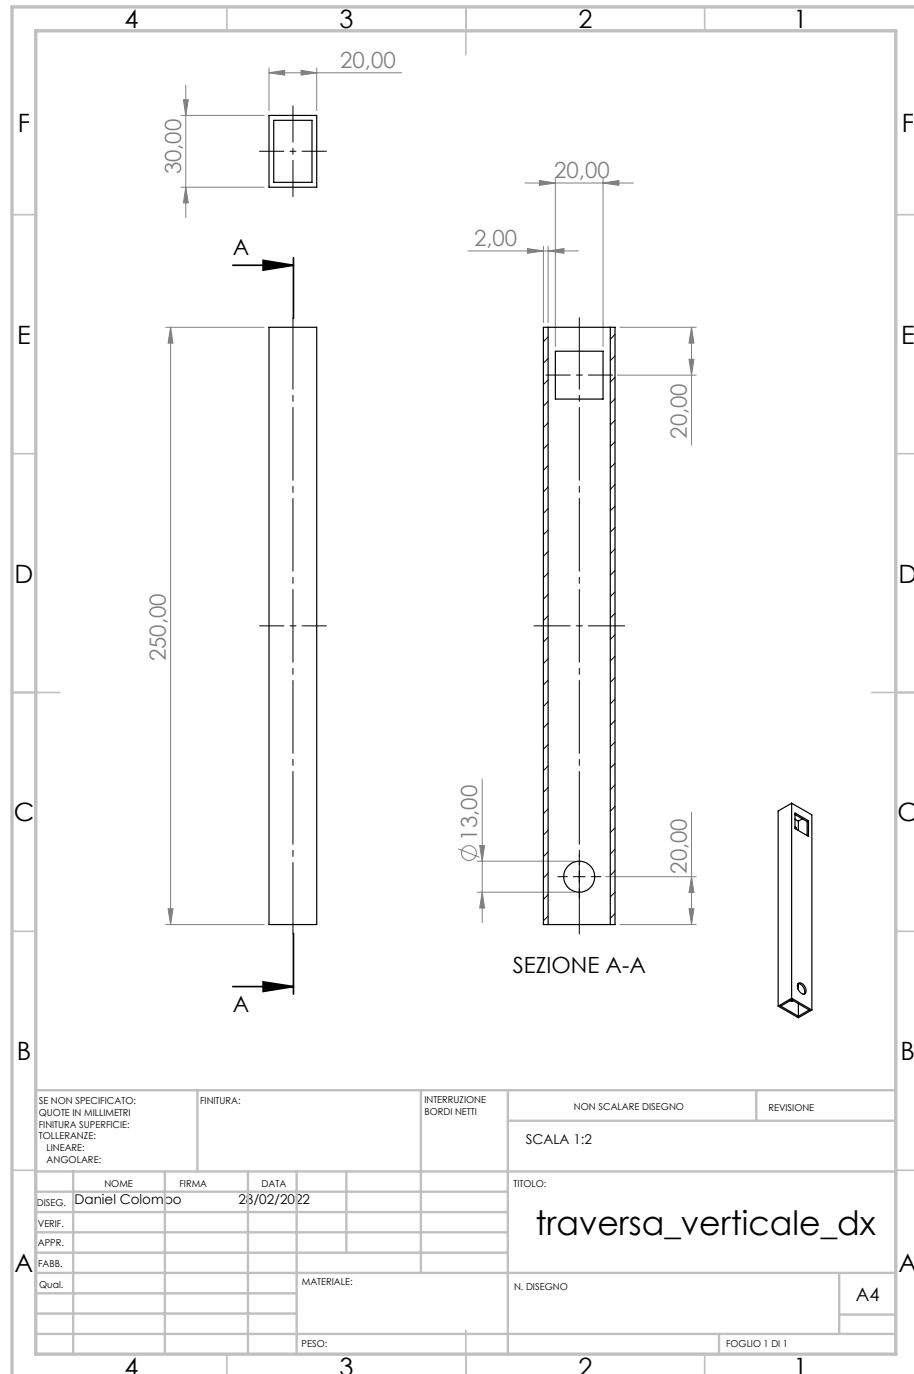 4 3 2 1
20,00
F F
30,00
20,00
A
2,00
E E
20,00
D D
250,00
Ø13,00
20,00
C C
SEZIONE A-A
A
B B
SE NON SPECIFICATO:
QUOTE IN MILLIMETRI
FINITURA SUPERFICIE:
TOLLERANZE:
LINEARE:
ANGOLARE:
FINITURA:
INTERRUZIONE
BORDI NETTI
NON SCALARE DISEGNO
REVISIONE
SCALA 1:2
NOME FIRMA DATA
DISEG. Daniel Colombo 28/02/2022
VERIF.
APPR.
FABB.
Qual.
TITOLO:
traversa_verticale_dx
A A
MATERIALE:
N. DISEGNO
A4
PESO:
FOGLIO 1 DI 1
4 3 2 1